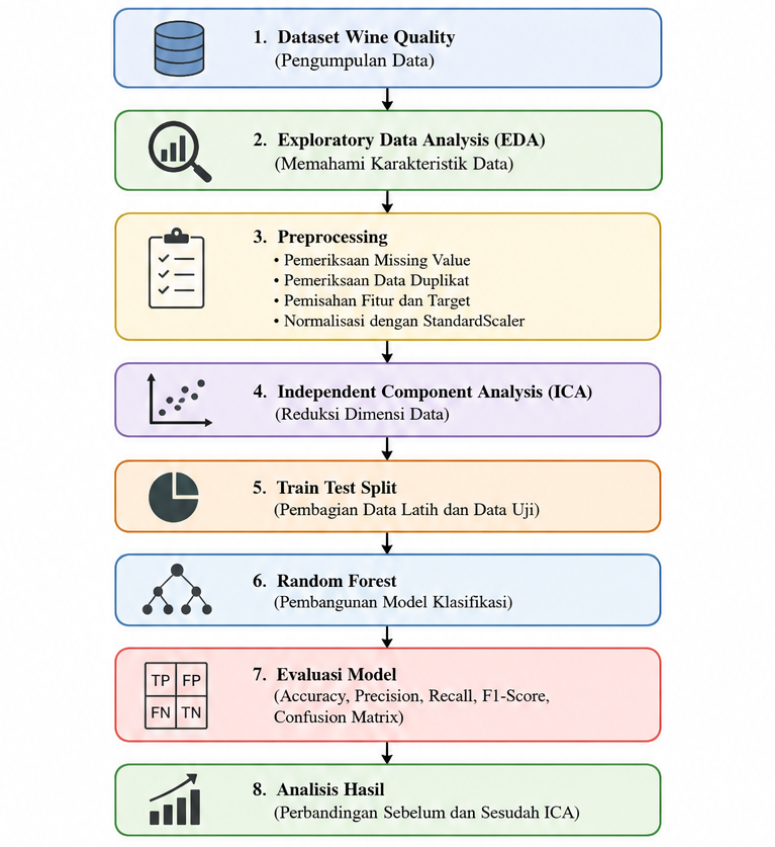 1. Dataset Wine Quality
(Pengumpulan Data)
2. Exploratory Data Analysis (EDA)
(Memahami Karakteristik Data)
3. Preprocessing
• Pemeriksaan Missing Value
• Pemeriksaan Data Duplikat
• Pemisahan Fitur dan Target
• Normalisasi dengan StandardScaler
4. Independent Component Analysis (ICA)
(Reduksi Dimensi Data)
5. Train Test Split
(Pembagian Data Latih dan Data Uji)
6. Random Forest
(Pembangunan Model Klasifikasi)
TP FP
FN TN
7. Evaluasi Model
(Accuracy, Precision, Recall, F1-Score,
Confusion Matrix)
8. Analisis Hasil
(Perbandingan Sebelum dan Sesudah ICA)